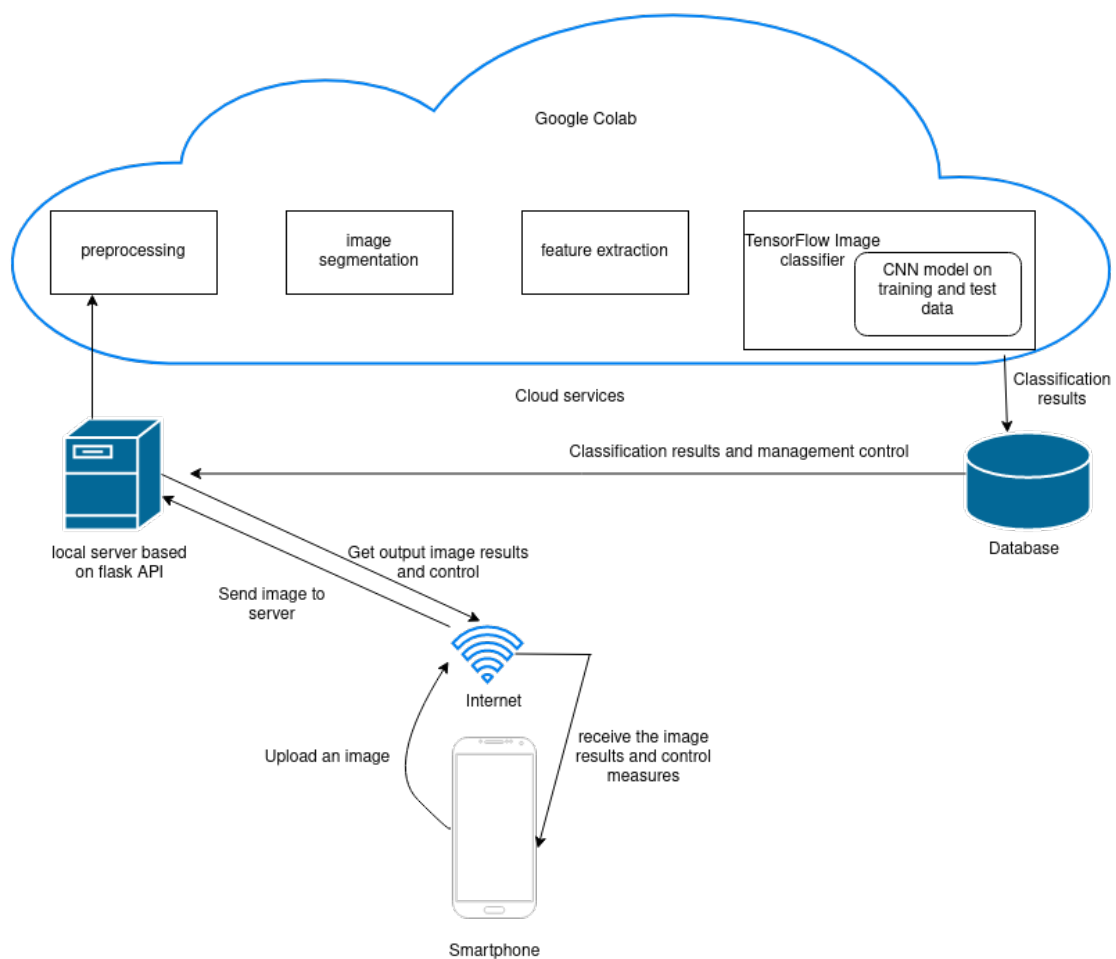 Google Colab
preprocessing
image
segmentation
feature extraction
TensorFlow Image
classifier
CNN model on
training and test
data
Cloud services
Classification
results
Classification results and management control
local server based
on flask API
Database
Get output image results
and control
Send image to
server
Internet
Upload an image
receive the image
results and control
measures
Smartphone